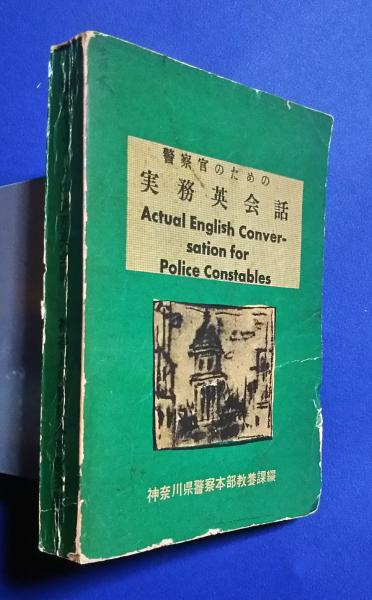 警察官のための
実務英会話
Actual English Conver-
sation for
Police Constables
神奈川県警察本部教養課編